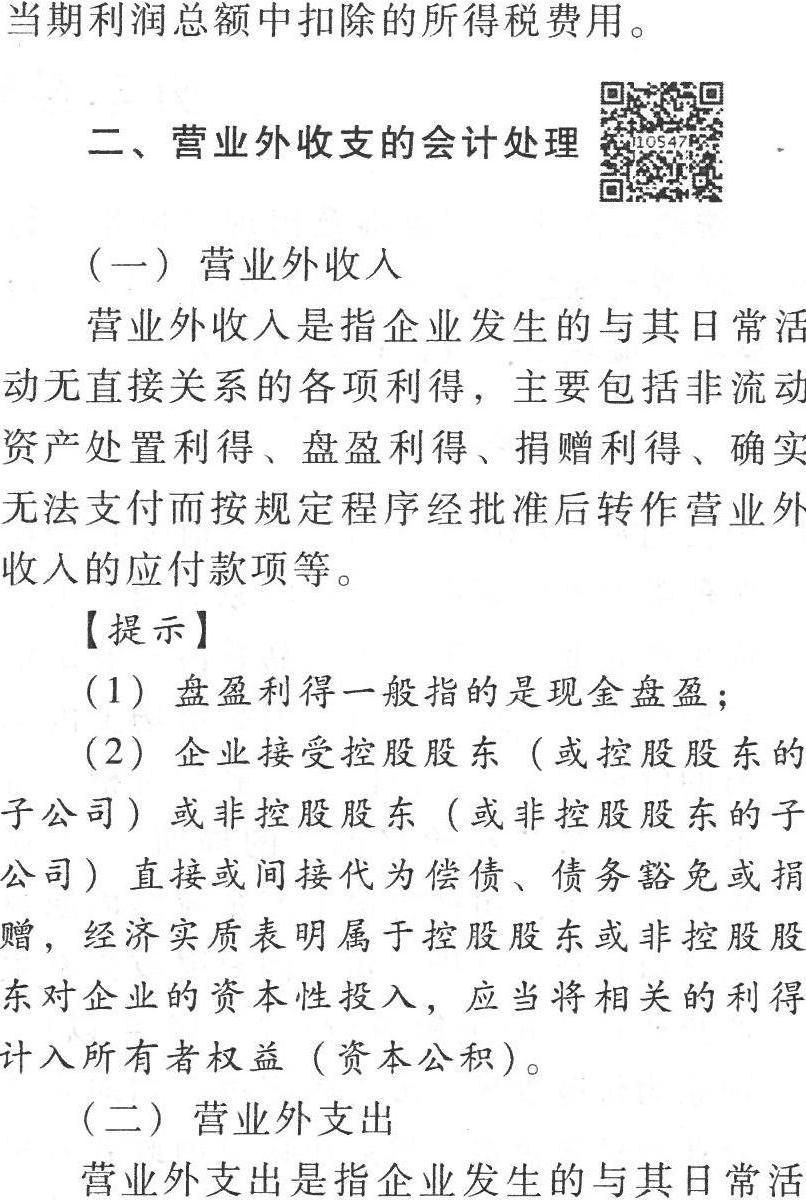 当期利润总额中扣除的所得税费用。
二、营业外收支的会计处理
110547
(一) 营业外收入
营业外收入是指企业发生的与其日常活
动无直接关系的各项利得，主要包括非流动
资产处置利得、盘盈利得、捐赠利得、确实
无法支付而按规定程序经批准后转作营业外
收入的应付款项等。
【提示】
(1) 盘盈利得一般指的是现金盘盈；
(2) 企业接受控股股东 (或控股股东的
子公司) 或非控股股东 (或非控股股东的子
公司) 直接或间接代为偿债、债务豁免或捐
赠，经济实质表明属于控股股东或非控股股
东对企业的资本性投入，应当将相关的利得
计入所有者权益 (资本公积)。
(二) 营业外支出
营业外支出是指企业发生的与其日常活